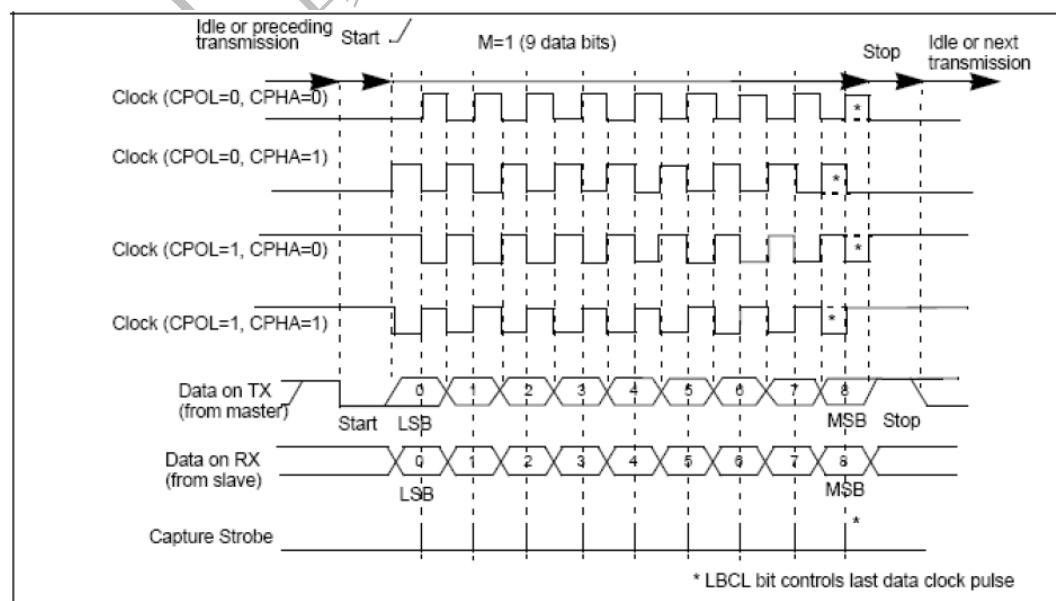 Idle or preceding
transmission
Start
M=1 (9 data bits)
Stop
Idle or next
transmission
Clock (CPOL=0, CPHA=0)
*
Clock (CPOL=0, CPHA=1)
*
Clock (CPOL=1, CPHA=0)
*
Clock (CPOL=1, CPHA=1)
*
Data on TX
(from master)
0 1 2 3 4 5 6 7 8
Start LSB MSB Stop
Data on RX
(from slave)
0 1 2 3 4 5 6 7 8
LSB MSB
Capture Strobe
*
* LBCL bit controls last data clock pulse